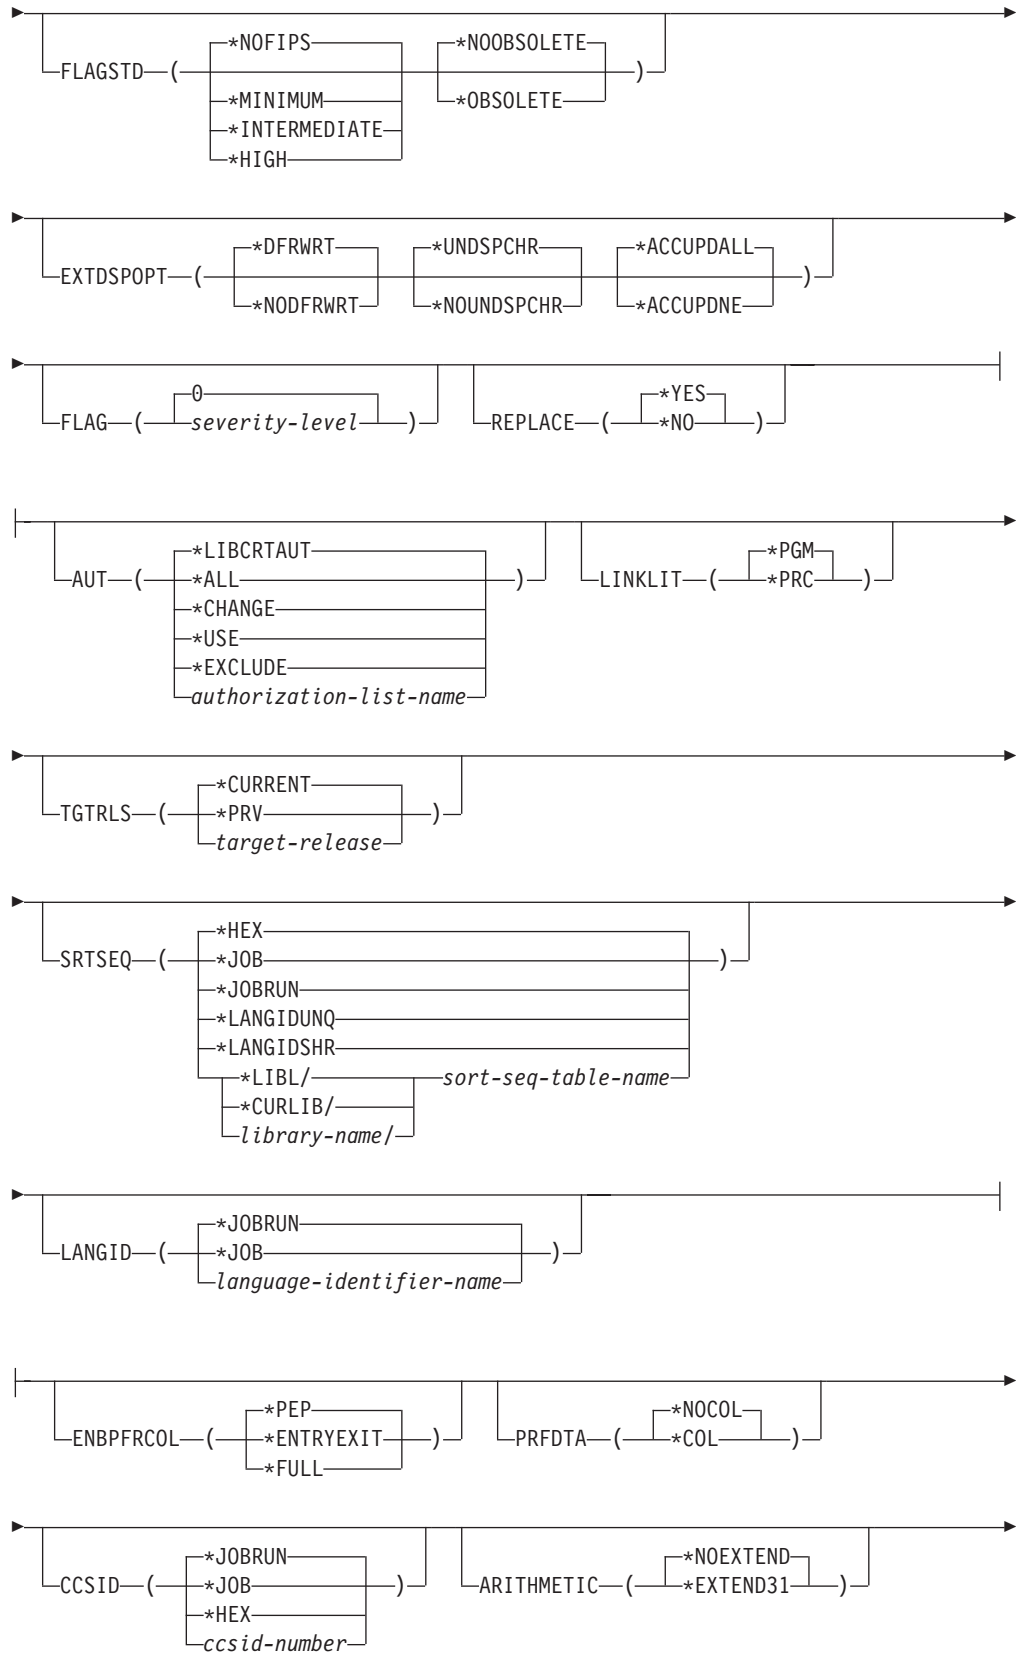 *NOFIPS *NOOBSOLETE
FLAGSTD ( )
*MINIMUM *OBSOLETE
*INTERMEDIATE
*HIGH
*DFRWRT *UNDSPCHR *ACCUPDALL
EXTDSPOPT ( )
*NODFRWRT *NOUNDSPCHR *ACCUPDNE
0 *YES
FLAG ( severity-level ) REPLACE ( *NO )
*LIBCRTAUT *PGM
AUT ( *ALL ) LINKLIT ( *PRC )
*CHANGE
*USE
*EXCLUDE
authorization-list-name
*CURRENT
TGTRLS ( *PRV )
target-release
*HEX
SRTSEQ ( *JOB )
*JOBRUN
*LANGIDUNQ
*LANGIDSHR
*LIBL/ sort-seq-table-name
*CURLIB/
library-name/
*JOBRUN
LANGID ( *JOB )
language-identifier-name
*PEP *NOCOL
ENBPFRCOL ( *ENTRYEXIT ) PRFDTA ( *COL )
*FULL
*JOBRUN *NOEXTEND
CCSID ( *JOB ) ARITHMETIC ( *EXTEND31 )
*HEX
ccsid-number